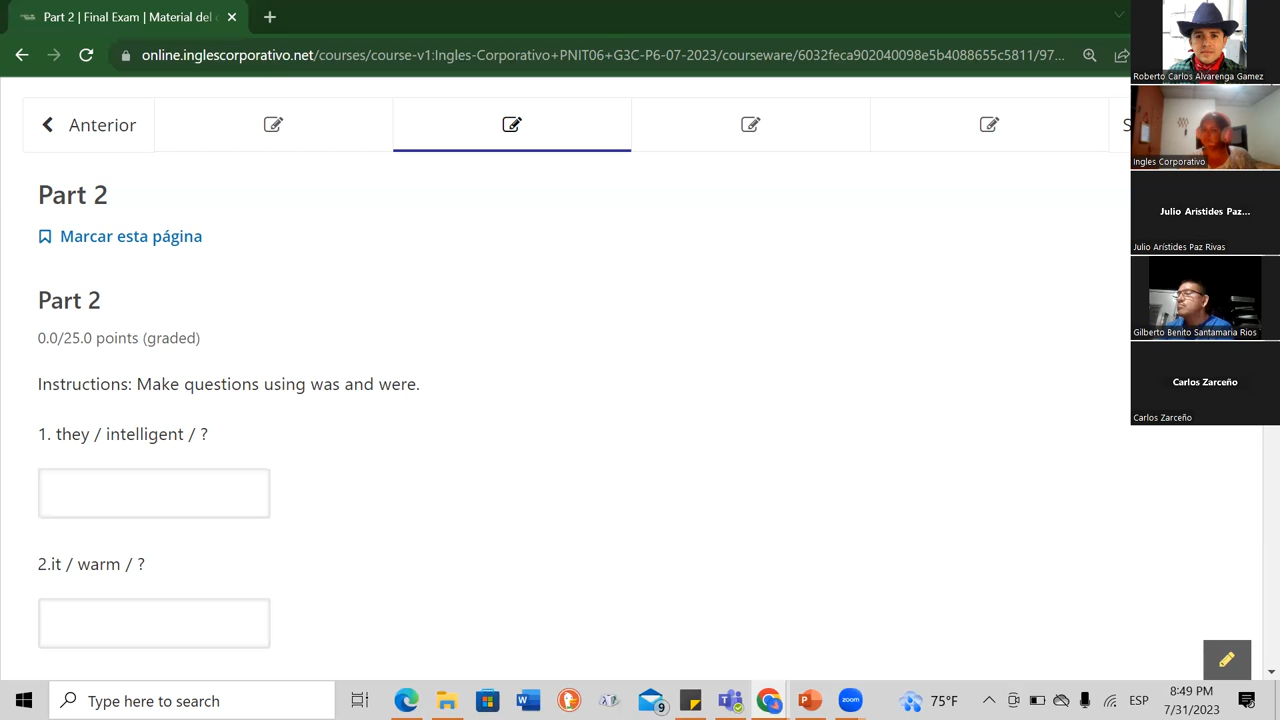 Part 2 | Final Exam | Material del c
online.inglescorporativo.net/courses/course-v1:Ingles-Corporativo+PNIT06+G3C-P6-07-2023/courseware/6032feca902040098e5b4088655c5811/97...
Anterior
S
Part 2
Marcar esta página
Part 2
0.0/25.0 points (graded)
Instructions: Make questions using was and were.
1. they / intelligent / ?
2.it / warm / ?
Roberto Carlos Alvarenga Gamez
Ingles Corporativo
Julio Aristides Paz...
Julio Arístides Paz Rivas
Gilberto Benito Santamaria Rios
Carlos Zarceño
Carlos Zarceño
Type here to search
9
zoom
75°F
ESP
8:49 PM
7/31/2023